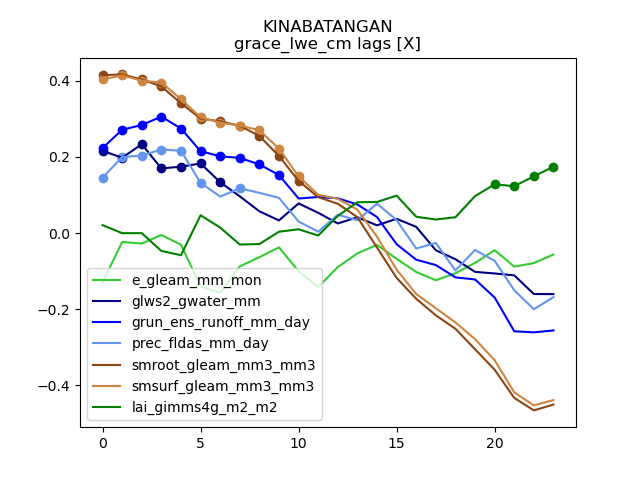 KINABATANGAN
grace_lwe_cm lags [X]
0.4
0.2
0.0
−0.2
−0.4
e_gleam_mm_mon
glws2_gwater_mm
grun_ens_runoff_mm_day
prec_fldas_mm_day
smroot_gleam_mm3_mm3
smsurf_gleam_mm3_mm3
lai_gimms4g_m2_m2
0 5 10 15 20